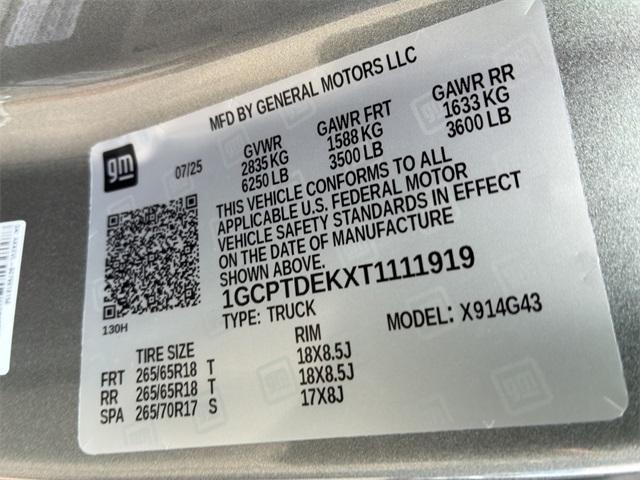 MFD BY GENERAL MOTORS LLC
gm
07/25
GVWR
2835 KG
6250 LB
GAWR FRT
1588 KG
3500 LB
GAWR RR
1633 KG
3600 LB
THIS VEHICLE CONFORMS TO ALL
APPLICABLE U.S. FEDERAL MOTOR
VEHICLE SAFETY STANDARDS IN EFFECT
ON THE DATE OF MANUFACTURE
SHOWN ABOVE.
1GCPTDEKXT1111919
TYPE: TRUCK
MODEL: X914G43
130H
TIRE SIZE RIM
FRT 265/65R18 T 18X8.5J
RR 265/65R18 T 18X8.5J
SPA 265/70R17 S 17X8J